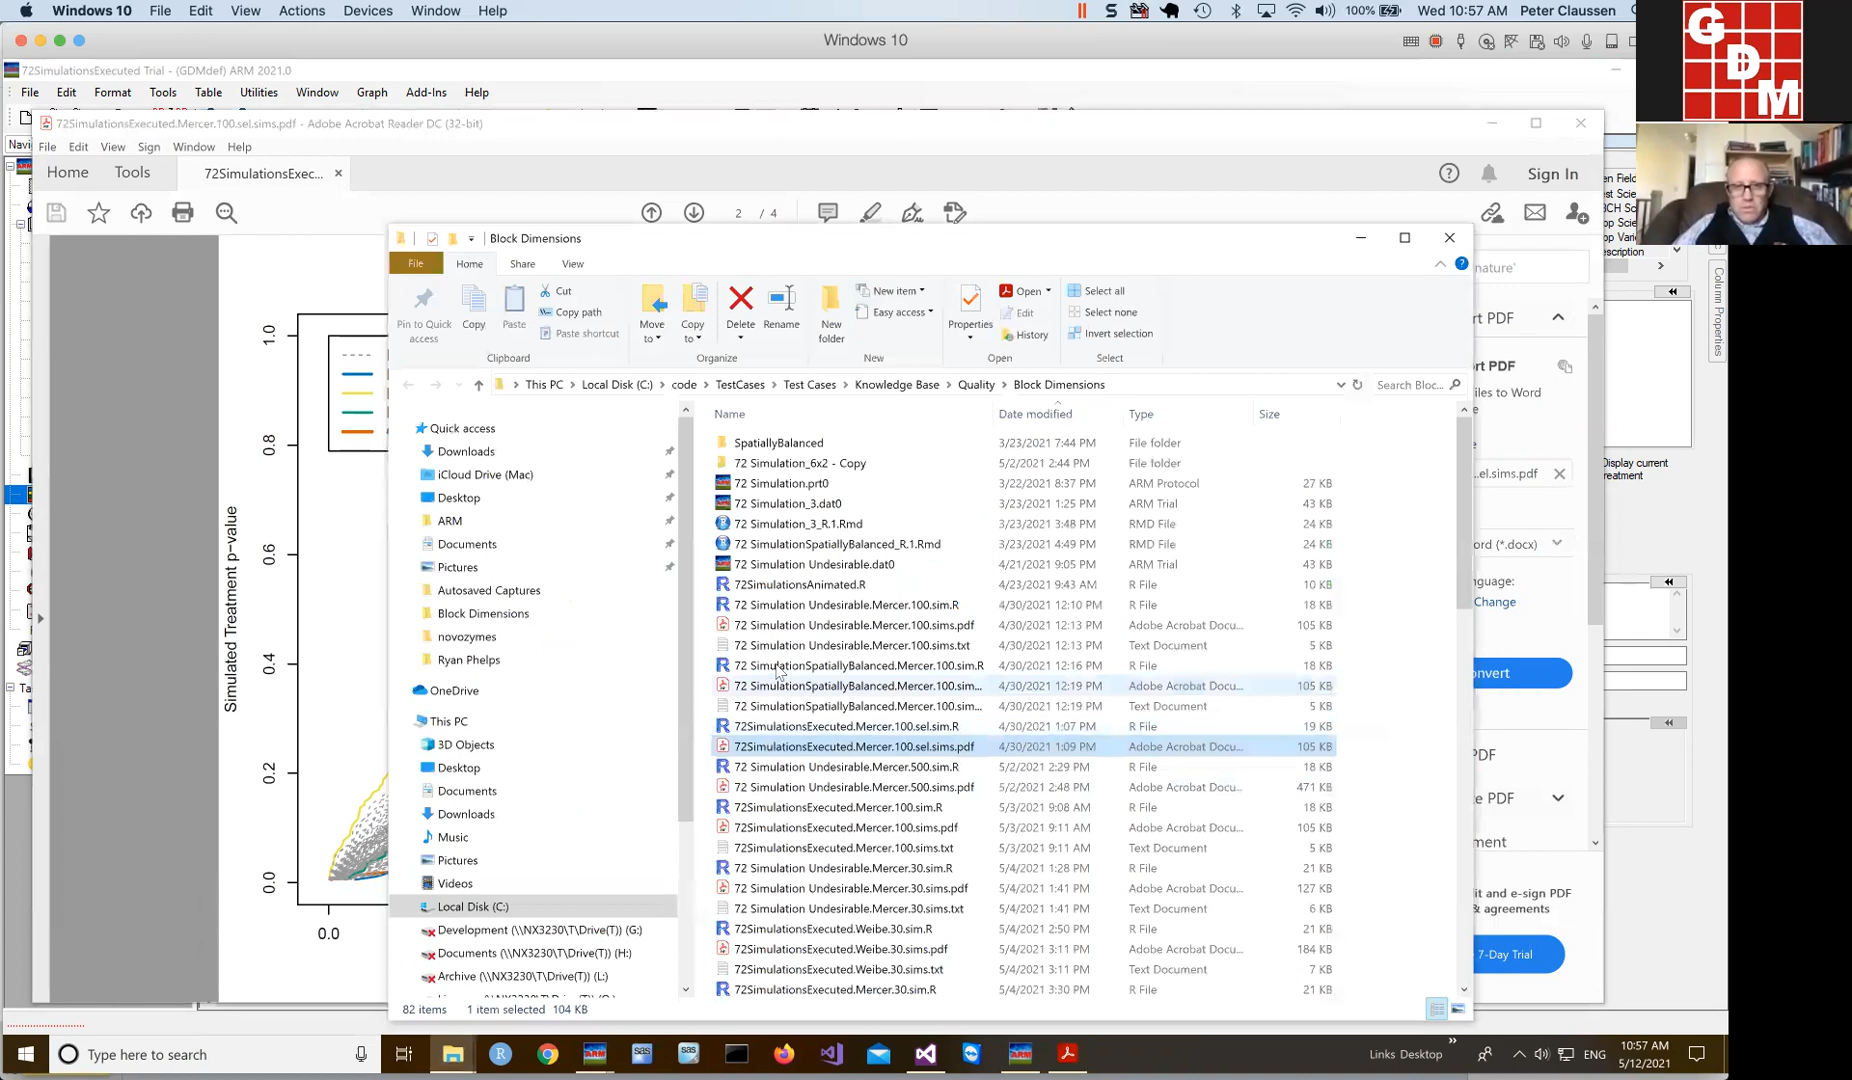 Windows 10 File Edit View Actions Devices Window Help 100% Wed 10:57 AM Peter Claussen
Windows 10
72SimulationsExecuted Trial - (GDMdef) ARM 2021.0
File Edit Format Tools Table Utilities Window Graph Add-Ins Help
G
D
M
72SimulationsExecuted.Mercer.100.sel.sims.pdf - Adobe Acrobat Reader DC (32-bit)
Navi
File Edit View Sign Window Help
Home Tools 72SimulationsExec... Sign In
2 / 4
Block Dimensions
File Home Share View
Pin to Quick access
Copy
Paste
Cut
Copy path
Paste shortcut
Move to
Copy to
Delete
Rename
New folder
New item
Easy access
Properties
Open
Edit
History
Select all
Select none
Invert selection
Clipboard Organize New Open Select
This PC Local Disk (C:) code TestCases Test Cases Knowledge Base Quality Block Dimensions Search Bloc...
Name Date modified Type Size
Quick access
Downloads
iCloud Drive (Mac)
Desktop
ARM
Documents
Pictures
Autosaved Captures
Block Dimensions
novozymes
Ryan Phelps
OneDrive
This PC
3D Objects
Desktop
Documents
Downloads
Music
Pictures
Videos
Local Disk (C:)
Development (\\NX3230\T\Drive(T)) (G:)
Documents (\\NX3230\T\Drive(T)) (H:)
Archive (\\NX3230\T\Drive(T)) (L:)
SpatiallyBalanced 3/23/2021 7:44 PM File folder
72 Simulation_6x2 - Copy 5/2/2021 2:44 PM File folder
72 Simulation.prt0 3/22/2021 8:37 PM ARM Protocol 27 KB
72 Simulation_3.dat0 3/23/2021 1:25 PM ARM Trial 43 KB
72 Simulation_3_R.1.Rmd 3/23/2021 3:48 PM RMD File 24 KB
72 SimulationSpatiallyBalanced_R.1.Rmd 3/23/2021 4:49 PM RMD File 24 KB
72 Simulation Undesirable.dat0 4/21/2021 9:05 PM ARM Trial 43 KB
72SimulationsAnimated.R 4/23/2021 9:43 AM R File 10 KB
72 Simulation Undesirable.Mercer.100.sim.R 4/30/2021 12:10 PM R File 18 KB
72 Simulation Undesirable.Mercer.100.sims.pdf 4/30/2021 12:13 PM Adobe Acrobat Docu... 105 KB
72 Simulation Undesirable.Mercer.100.sims.txt 4/30/2021 12:13 PM Text Document 5 KB
72 SimulationSpatiallyBalanced.Mercer.100.sim.R 4/30/2021 12:16 PM R File 18 KB
72 SimulationSpatiallyBalanced.Mercer.100.sim... 4/30/2021 12:19 PM Adobe Acrobat Docu... 105 KB
72 SimulationSpatiallyBalanced.Mercer.100.sim... 4/30/2021 12:19 PM Text Document 5 KB
72SimulationsExecuted.Mercer.100.sel.sim.R 4/30/2021 1:07 PM R File 19 KB
72SimulationsExecuted.Mercer.100.sel.sims.pdf 4/30/2021 1:09 PM Adobe Acrobat Docu... 105 KB
72 Simulation Undesirable.Mercer.500.sim.R 5/2/2021 2:29 PM R File 18 KB
72 Simulation Undesirable.Mercer.500.sims.pdf 5/2/2021 2:48 PM Adobe Acrobat Docu... 471 KB
72SimulationsExecuted.Mercer.100.sim.R 5/3/2021 9:08 AM R File 18 KB
72SimulationsExecuted.Mercer.100.sims.pdf 5/3/2021 9:11 AM Adobe Acrobat Docu... 105 KB
72SimulationsExecuted.Mercer.100.sims.txt 5/3/2021 9:11 AM Text Document 5 KB
72 Simulation Undesirable.Mercer.30.sim.R 5/4/2021 1:28 PM R File 21 KB
72 Simulation Undesirable.Mercer.30.sims.pdf 5/4/2021 1:41 PM Adobe Acrobat Docu... 127 KB
72 Simulation Undesirable.Mercer.30.sims.txt 5/4/2021 1:41 PM Text Document 6 KB
72SimulationsExecuted.Weibe.30.sim.R 5/4/2021 2:50 PM R File 21 KB
72SimulationsExecuted.Weibe.30.sims.pdf 5/4/2021 3:11 PM Adobe Acrobat Docu... 184 KB
72SimulationsExecuted.Weibe.30.sims.txt 5/4/2021 3:11 PM Text Document 7 KB
72SimulationsExecuted.Mercer.30.sim.R 5/4/2021 3:30 PM R File 21 KB
82 items 1 item selected 104 KB
Simulated Treatment p-value
1.0
0.8
0.6
0.4
0.2
0.0
0.0
nature'
rt PDF
ort PDF
PDF Files to Word
...el.sims.pdf
ord (*.docx)
Language:
Change
onvert
PDF
e PDF
ment
edit and e-sign PDF
& agreements
7-Day Trial
Column Properties
Display current
treatment
Type here to search Links Desktop ENG 10:57 AM
5/12/2021